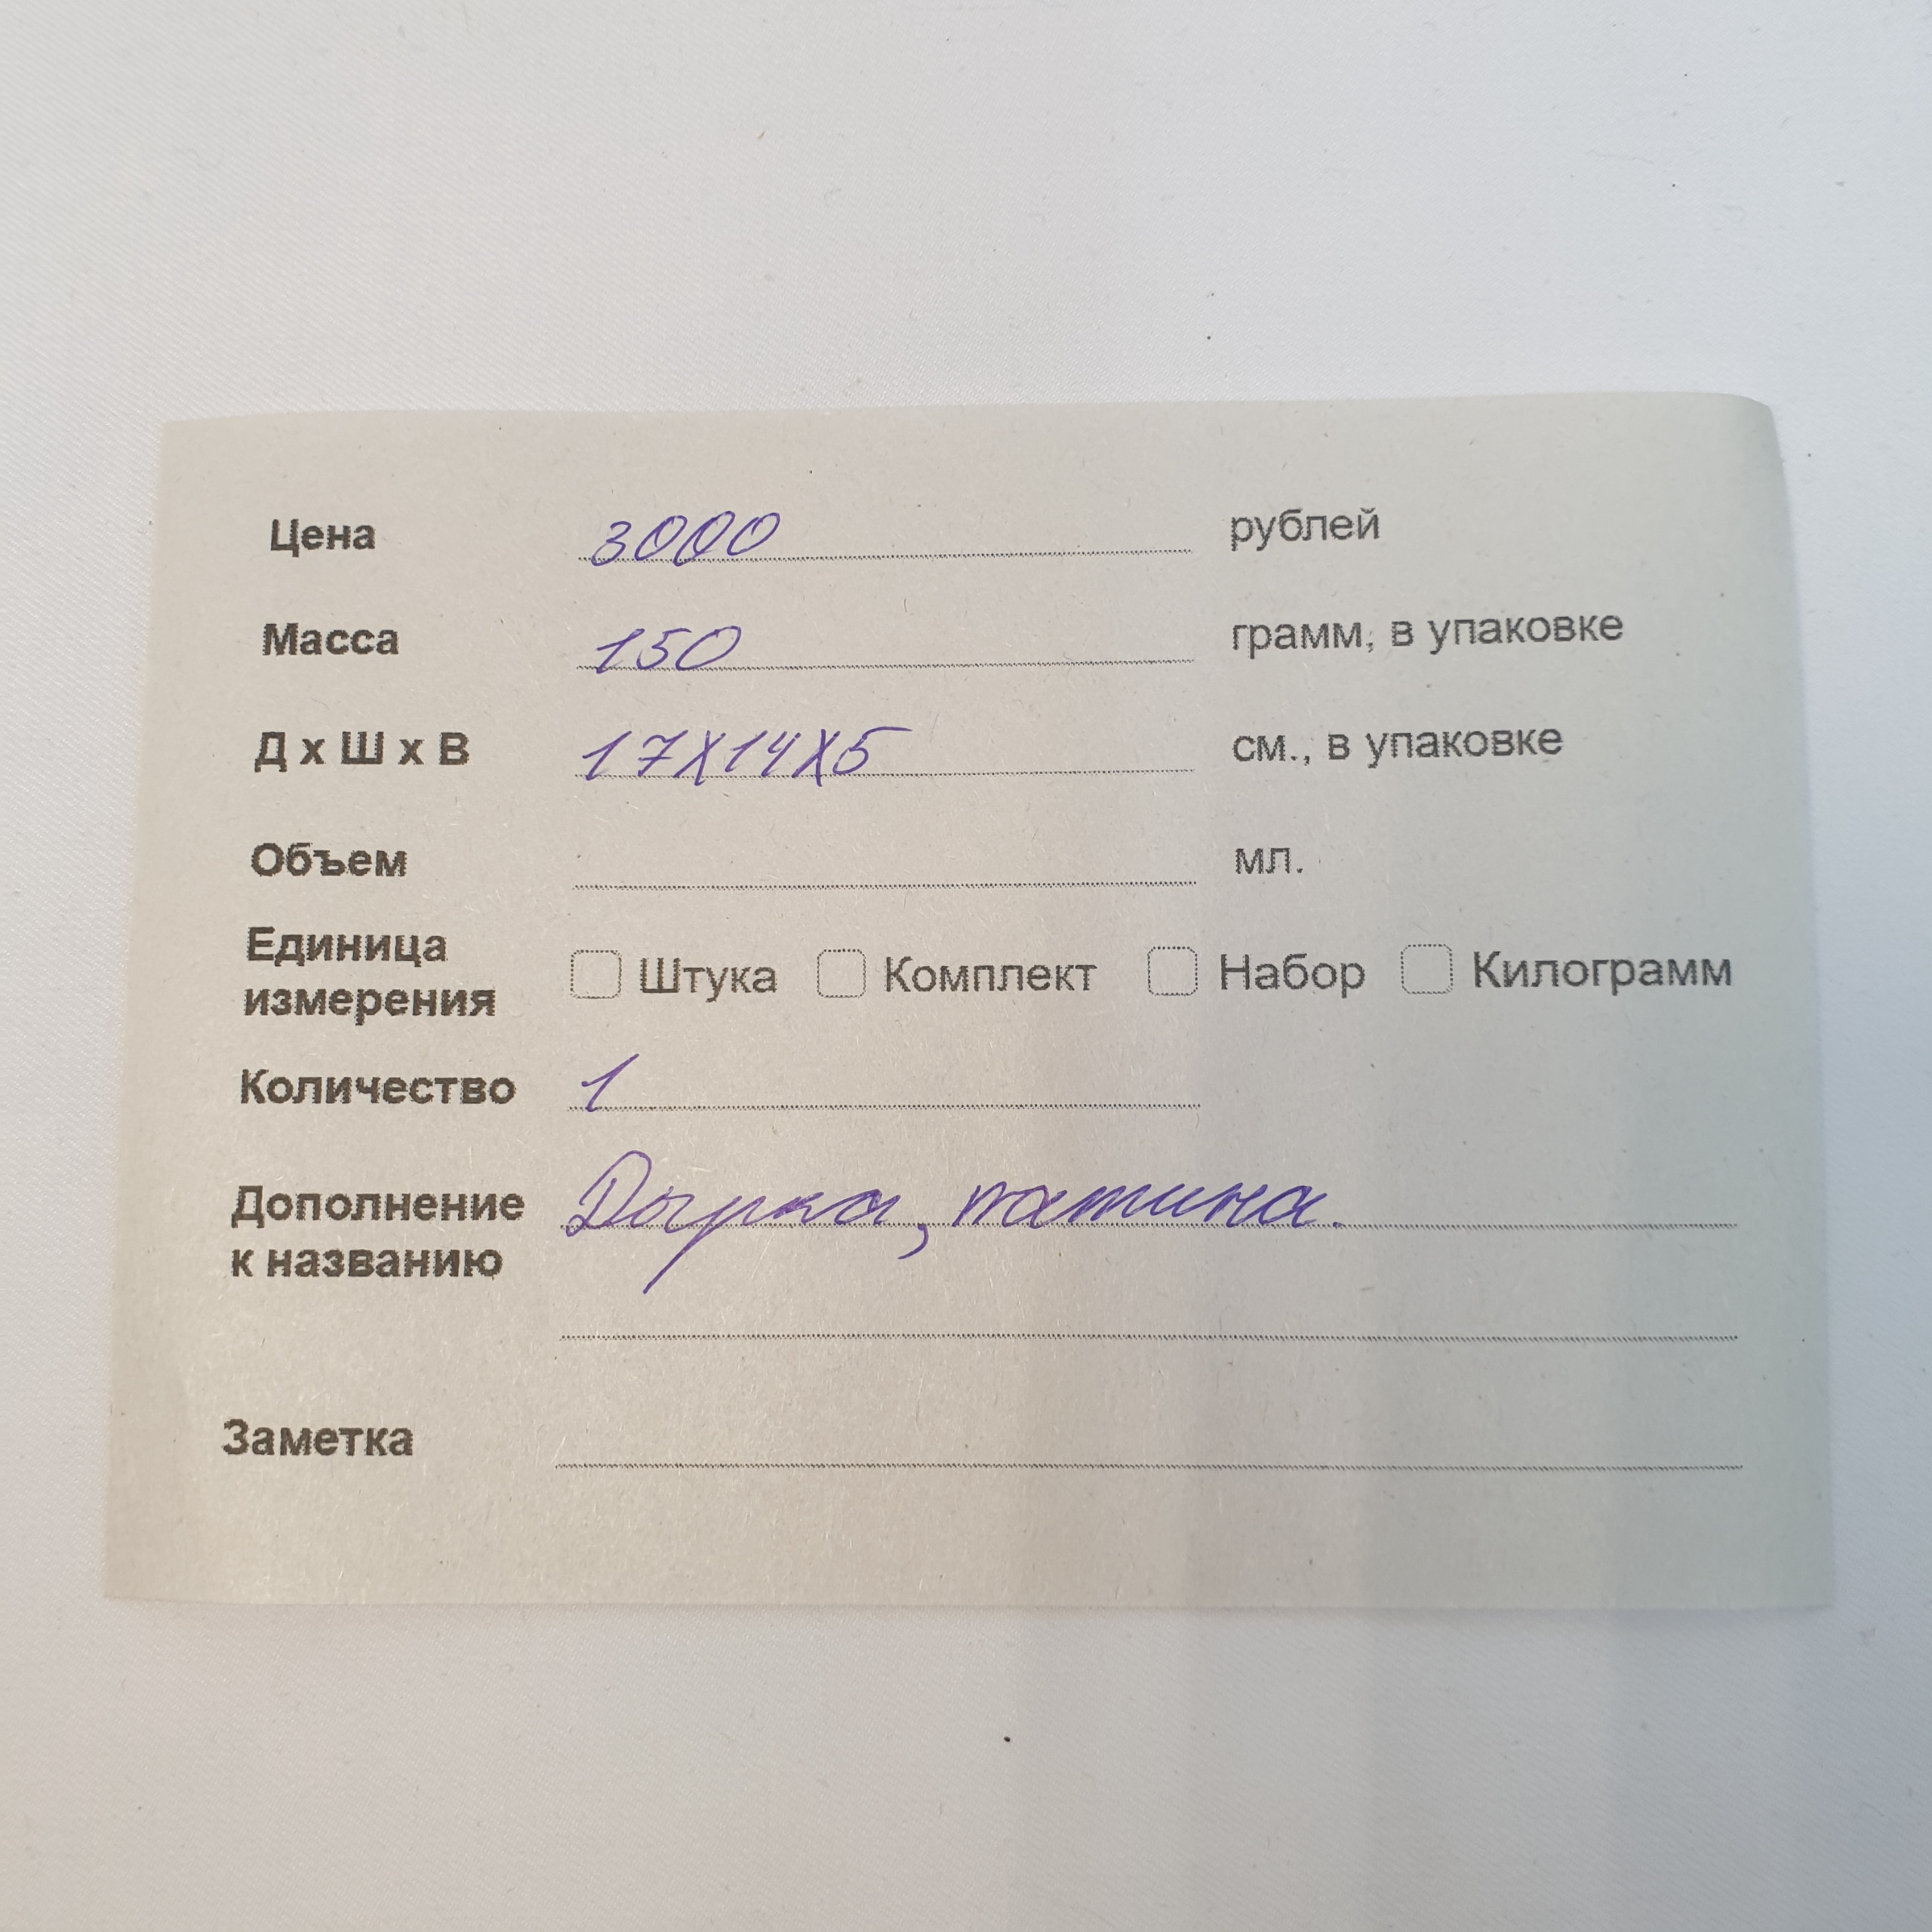 Цена 3000 рублей
Масса 150 грамм, в упаковке
Д x Ш x В 17X14X5 см., в упаковке
Объем мл.
Единица
измерения Штука Комплект Набор Килограмм
Количество 1
Дополнение Дырка, патина.
к названию
Заметка